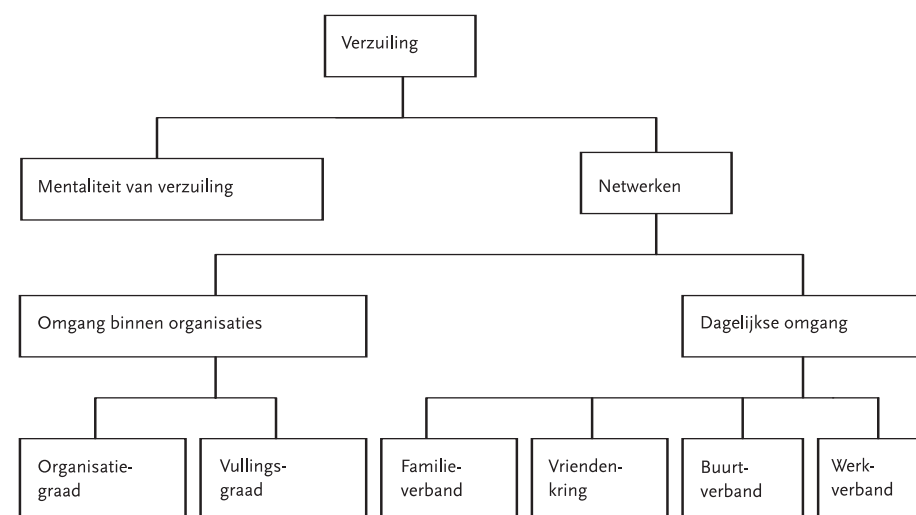 Verzuiling
Mentaliteit van verzuiling
Netwerken
Omgang binnen organisaties
Dagelijkse omgang
Organisatie-
graad
Vullings-
graad
Familie-
verband
Vrienden-
kring
Buurt-
verband
Werk-
verband